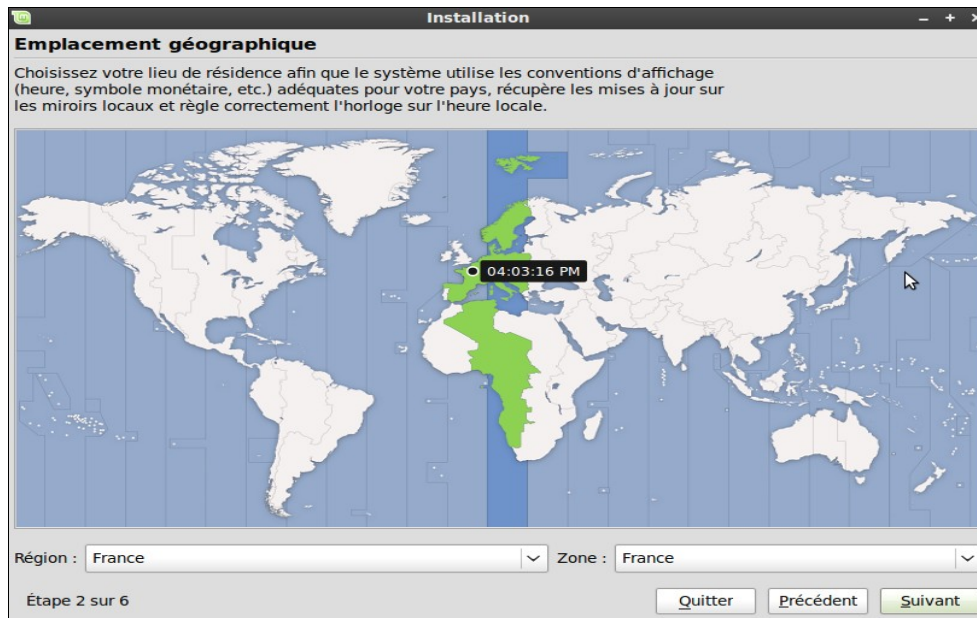 Installation
Emplacement géographique
Choisissez votre lieu de résidence afin que le système utilise les conventions d'affichage
(heure, symbole monétaire, etc.) adéquates pour votre pays, récupère les mises à jour sur
les miroirs locaux et règle correctement l'horloge sur l'heure locale.
04:03:16 PM
Région : France Zone : France
Étape 2 sur 6 Quitter Précédent Suivant